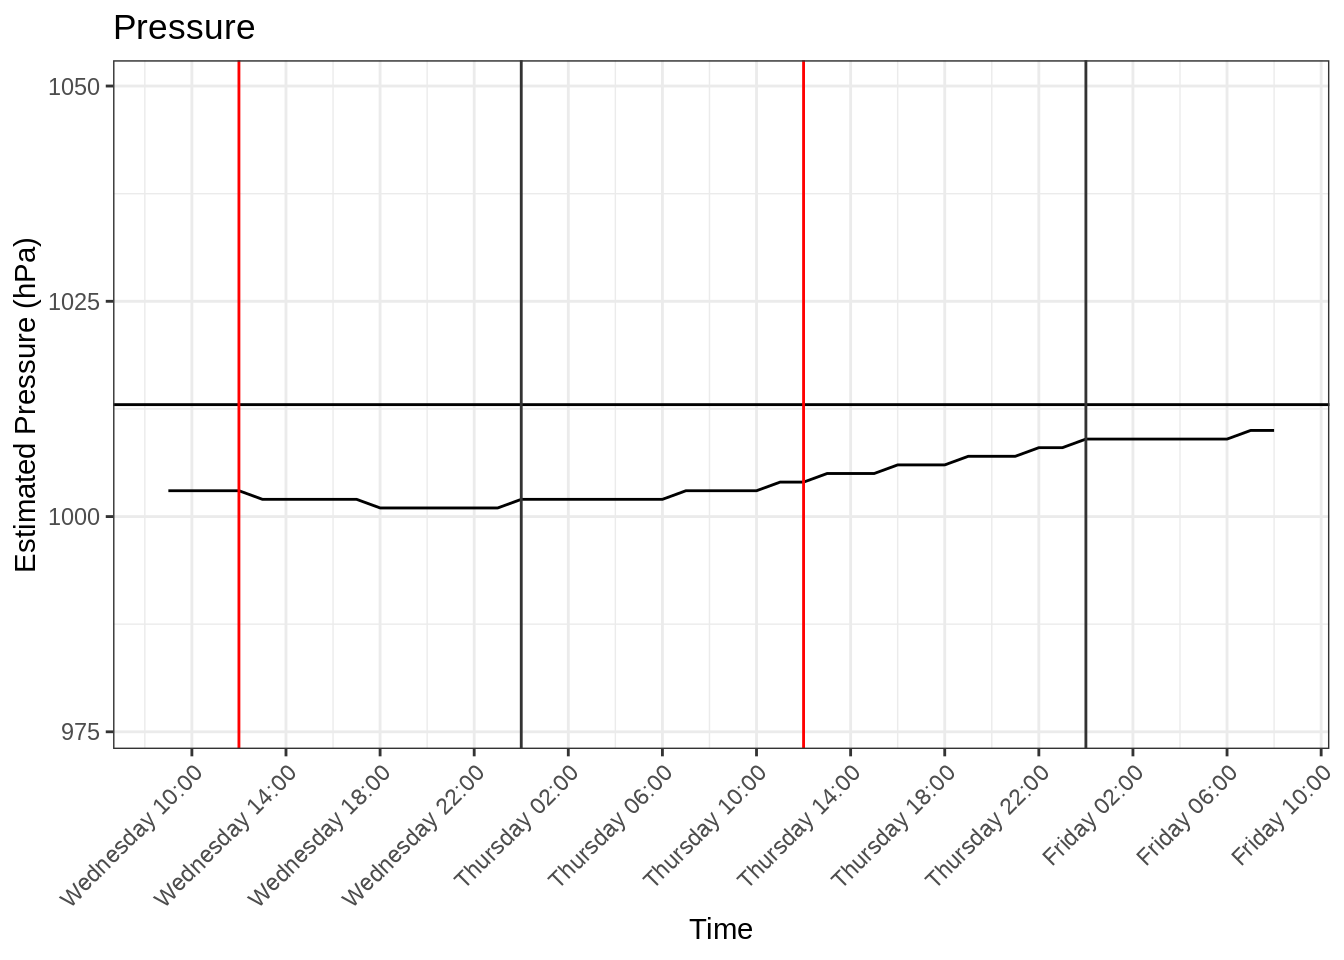 Pressure
Estimated Pressure (hPa)
1050
1025
1000
975
Wednesday 10:00
Wednesday 14:00
Wednesday 18:00
Wednesday 22:00
Thursday 02:00
Thursday 06:00
Thursday 10:00
Thursday 14:00
Thursday 18:00
Thursday 22:00
Friday 02:00
Friday 06:00
Friday 10:00
Time